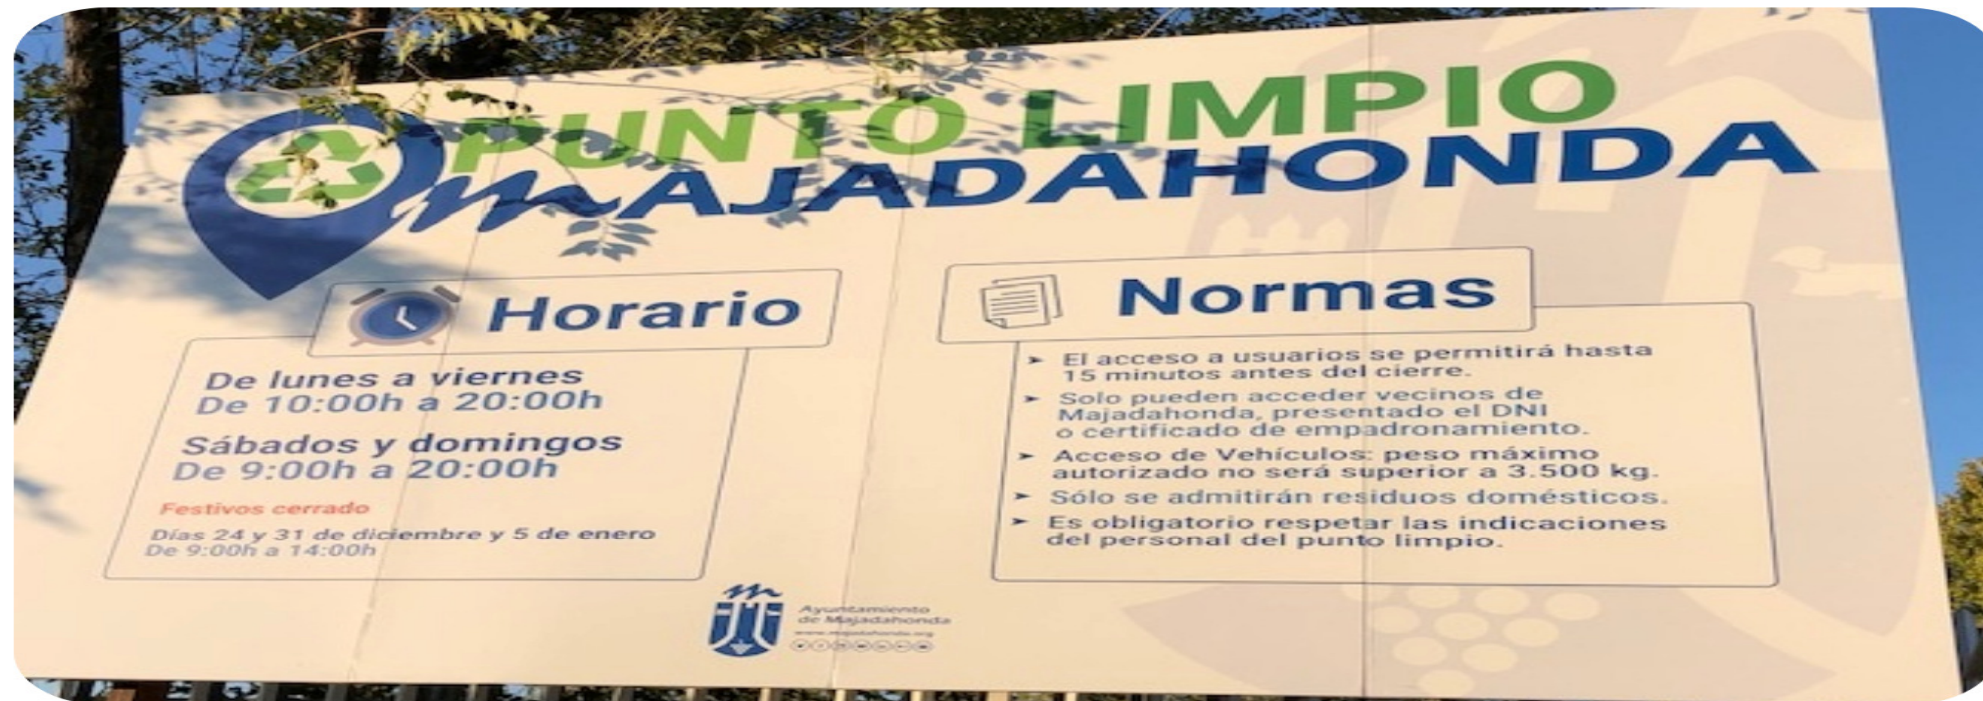 PUNTO LIMPIO
mAJADAHONDA
Horario
De lunes a viernes
De 10:00h a 20:00h
Sábados y domingos
De 9:00h a 20:00h
Festivos cerrado
Días 24 y 31 de diciembre y 5 de enero
De 9:00h a 14:00h
Normas
➤ El acceso a usuarios se permitirá hasta
15 minutos antes del cierre.
➤ Solo pueden acceder vecinos de
Majadahonda, presentado el DNI
o certificado de empadronamiento.
➤ Acceso de Vehículos: peso máximo
autorizado no será superior a 3.500 kg.
➤ Sólo se admitirán residuos domésticos.
➤ Es obligatorio respetar las indicaciones
del personal del punto limpio.
m
Ayuntamiento
de Majadahonda
www.majadahonda.org